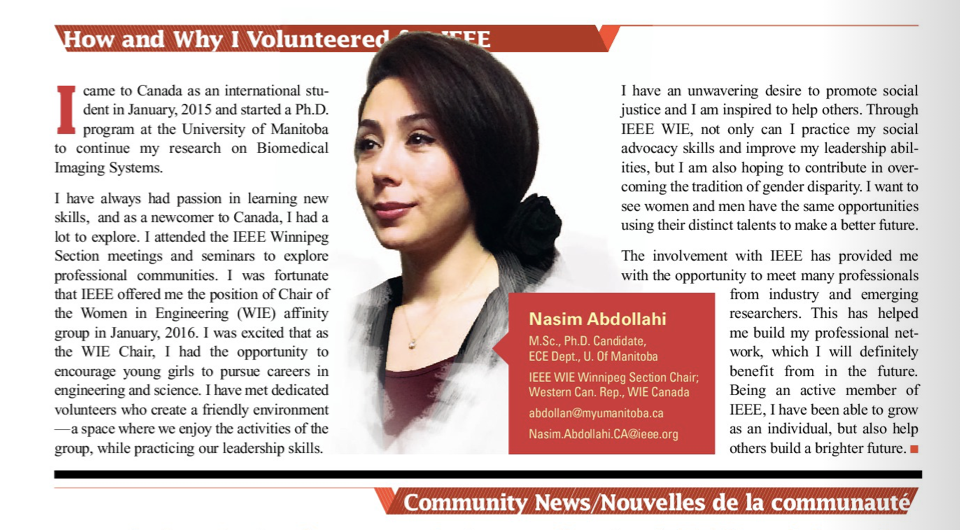 How and Why I Volunteered for IEEE
I came to Canada as an international stu-
dent in January, 2015 and started a Ph.D.
program at the University of Manitoba
to continue my research on Biomedical
Imaging Systems.
I have always had passion in learning new
skills, and as a newcomer to Canada, I had a
lot to explore. I attended the IEEE Winnipeg
Section meetings and seminars to explore
professional communities. I was fortunate
that IEEE offered me the position of Chair of
the Women in Engineering (WIE) affinity
group in January, 2016. I was excited that as
the WIE Chair, I had the opportunity to
encourage young girls to pursue careers in
engineering and science. I have met dedicated
volunteers who create a friendly environment
—a space where we enjoy the activities of the
group, while practicing our leadership skills.
Nasim Abdollahi
M.Sc., Ph.D. Candidate,
ECE Dept., U. Of Manitoba
IEEE WIE Winnipeg Section Chair;
Western Can. Rep., WIE Canada
abdollan@myumanitoba.ca
Nasim.Abdollahi.CA@ieee.org
I have an unwavering desire to promote social
justice and I am inspired to help others. Through
IEEE WIE, not only can I practice my social
advocacy skills and improve my leadership abil-
ities, but I am also hoping to contribute in over-
coming the tradition of gender disparity. I want to
see women and men have the same opportunities
using their distinct talents to make a better future.
The involvement with IEEE has provided me
with the opportunity to meet many professionals
from industry and emerging
researchers. This has helped
me build my professional net-
work, which I will definitely
benefit from in the future.
Being an active member of
IEEE, I have been able to grow
as an individual, but also help
others build a brighter future.
Community News/Nouvelles de la communauté